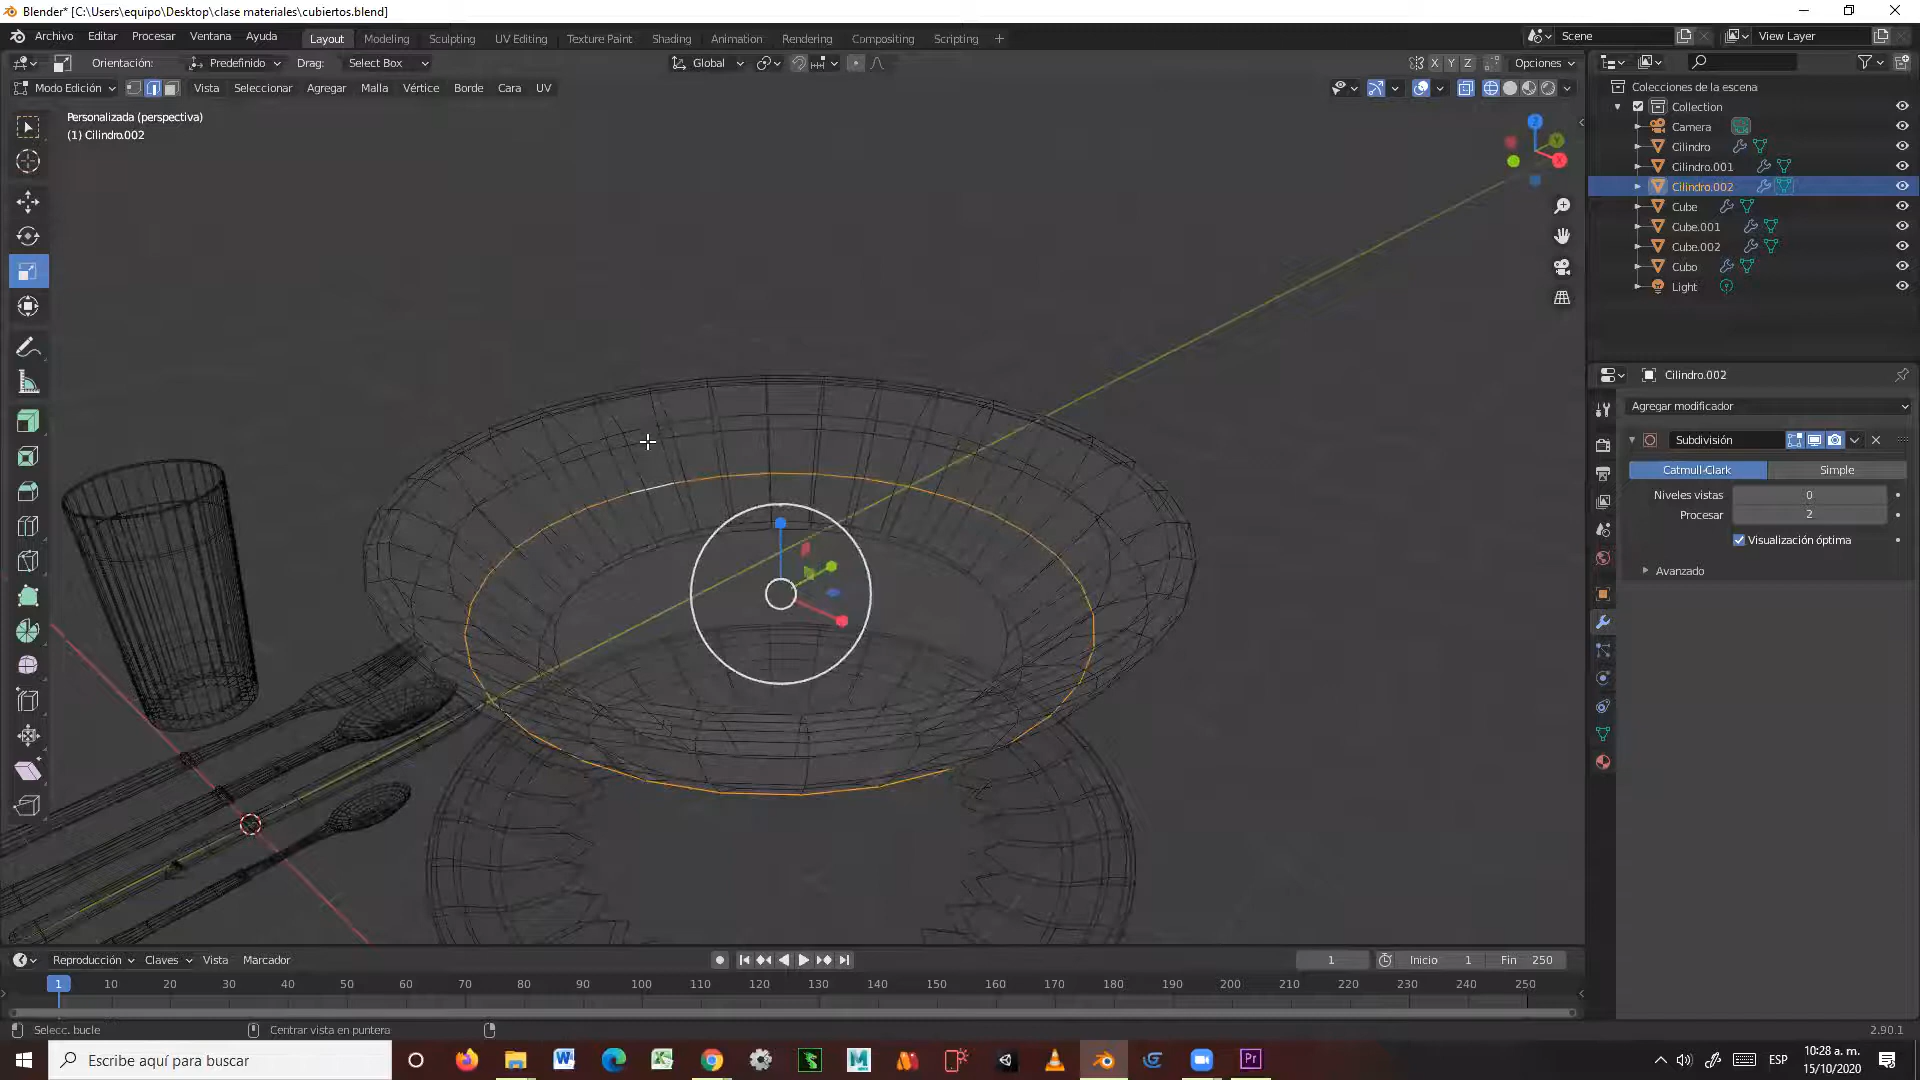 Blender* [C:\Users\equipo\Desktop\clase materiales\cubiertos.blend]
Archivo Editar Procesar Ventana Ayuda Layout Modeling Sculpting UV Editing Texture Paint Shading Animation Rendering Compositing Scripting + Scene View Layer
Orientación: Predefinido Drag: Select Box Global X Y Z Opciones
Modo Edición Vista Seleccionar Agregar Malla Vértice Borde Cara UV
Personalizada (perspectiva)
(1) Cilindro.002
Z
Y
X
Colecciones de la escena
Collection
Camera
Cilindro
Cilindro.001
Cilindro.002
Cube
Cube.001
Cube.002
Cubo
Light
Cilindro.002
Agregar modificador
Subdivisión
Catmull-Clark Simple
Niveles vistas 0
Procesar 2
Visualización óptima
Avanzado
Reproducción Claves Vista Marcador 1 Inicio 1 Fin 250
1 10 20 30 40 50 60 70 80 90 100 110 120 130 140 150 160 170 180 190 200 210 220 230 240 250
Selecc. bucle Centrar vista en puntera 2.90.1
Escribe aquí para buscar ESP 10:28 a. m.
15/10/2020